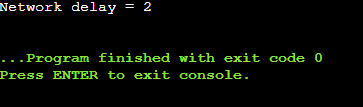 Network delay = 2
...Program finished with exit code 0
Press ENTER to exit console.